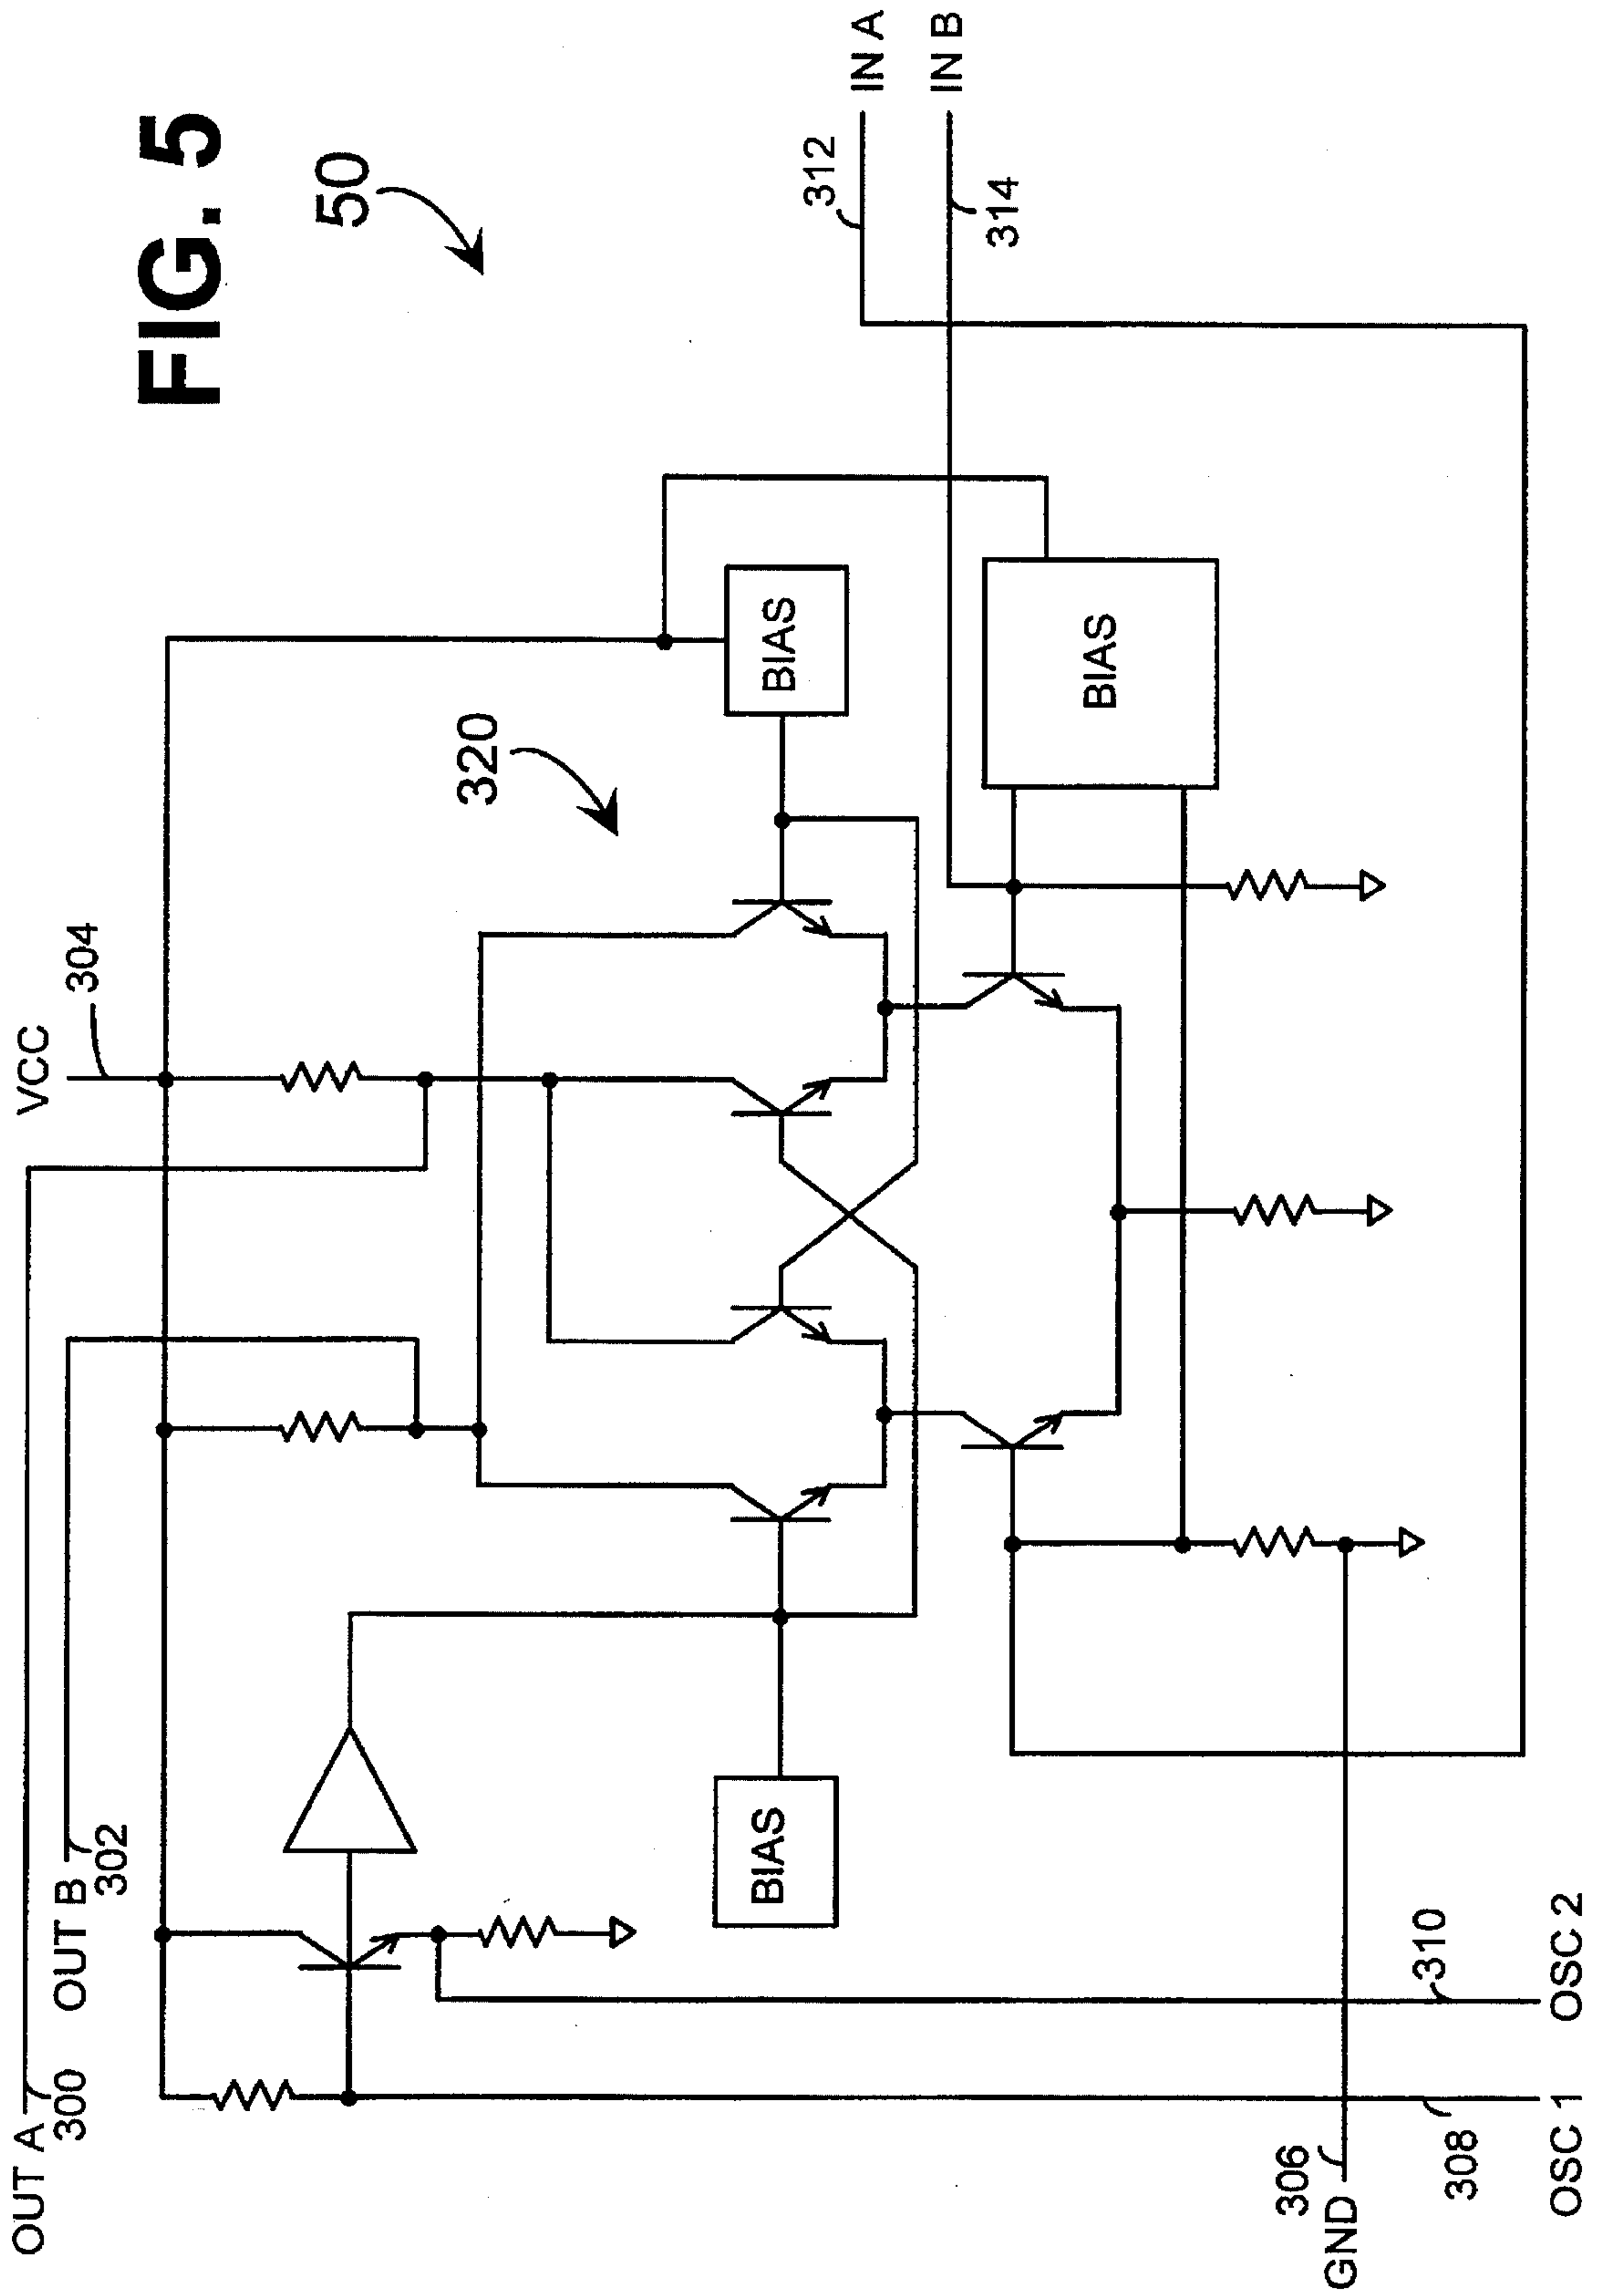 FIG. 5
50
OUT A
300
OUT B
302
VCC
304
320
BIAS
BIAS
BIAS
312
IN A
IN B
314
306
GND
308
310
OSC 1
OSC 2